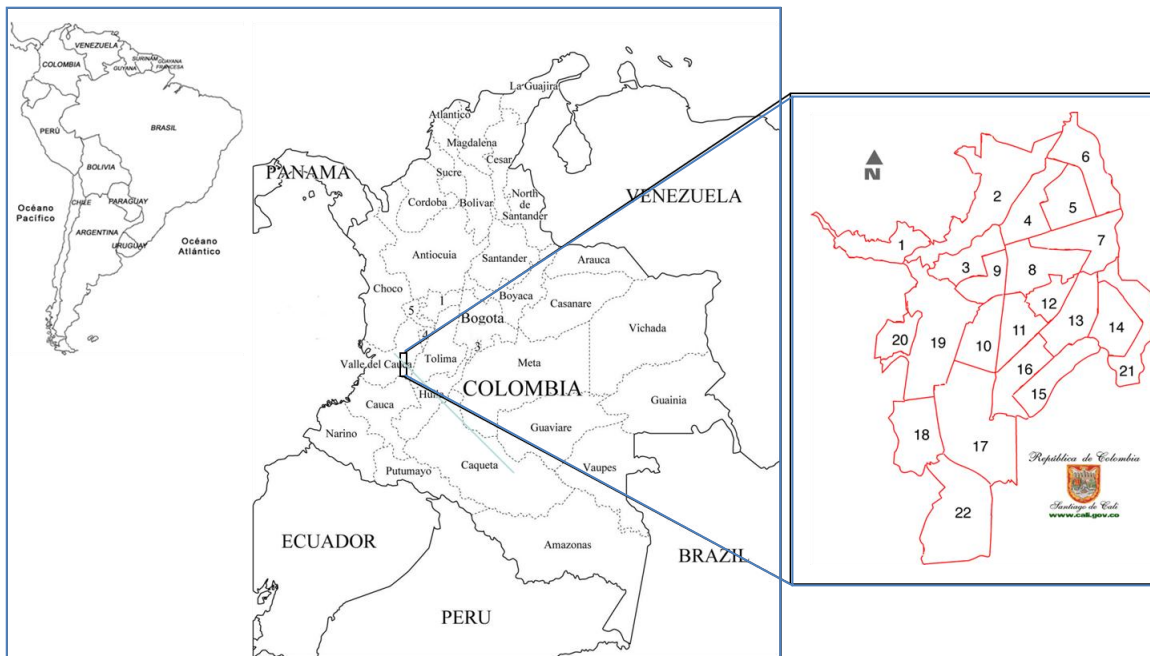 VENEZUELA
COLOMBIA
SURINAM
GUYANA
GUAYANA
FRANCESA
PERÚ
BRASIL
BOLIVIA
PARAGUAY
CHILE
ARGENTINA
URUGUAY
Océano
Pacífico
Océano
Atlántico
La Guajira
Atlantico
Magdalena
Cesar
PANAMA
Sucre
VENEZUELA
Cordoba
Bolivar
North
de
Santander
Antiocuia
Santander
Arauca
Choco
Boyaca
Casanare
1
5
Bogota
Vichada
4
3
Valle del Cauca
Tolima
Meta
COLOMBIA
Huila
Cauca
Guainia
Narino
Guaviare
Putumayo
Caqueta
Vaupes
ECUADOR
Amazonas
BRAZIL
PERU
N
6
2
5
4
1
7
3
9
8
12
20
19
10
11
13
14
16
21
15
18
17
22
República de Colombia
Santiago de Cali
www.cali.gov.co